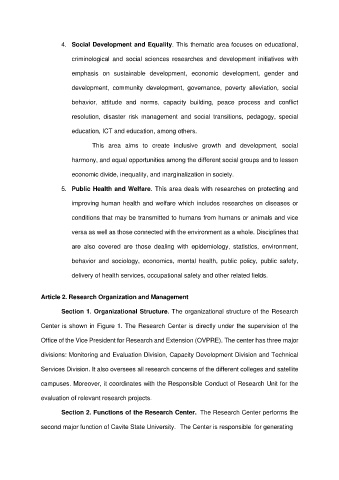 4. Social Development and Equality. This thematic area focuses on educational,
criminological and social sciences researches and development initiatives with
emphasis on sustainable development, economic development, gender and
development, community development, governance, poverty alleviation, social
behavior, attitude and norms, capacity building, peace process and conflict
resolution, disaster risk management and social transitions, pedagogy, special
education, ICT and education, among others.
This area aims to create inclusive growth and development, social
harmony, and equal opportunities among the different social groups and to lessen
economic divide, inequality, and marginalization in society.
5. Public Health and Welfare. This area deals with researches on protecting and
improving human health and welfare which includes researches on diseases or
conditions that may be transmitted to humans from humans or animals and vice
versa as well as those connected with the environment as a whole. Disciplines that
are also covered are those dealing with epidemiology, statistics, environment,
behavior and sociology, economics, mental health, public policy, public safety,
delivery of health services, occupational safety and other related fields.
Article 2. Research Organization and Management
Section 1. Organizational Structure. The organizational structure of the Research
Center is shown in Figure 1. The Research Center is directly under the supervision of the
Office of the Vice President for Research and Extension (OVPRE). The center has three major
divisions: Monitoring and Evaluation Division, Capacity Development Division and Technical
Services Division. It also oversees all research concerns of the different colleges and satellite
campuses. Moreover, it coordinates with the Responsible Conduct of Research Unit for the
evaluation of relevant research projects.
Section 2. Functions of the Research Center. The Research Center performs the
second major function of Cavite State University. The Center is responsible for generating